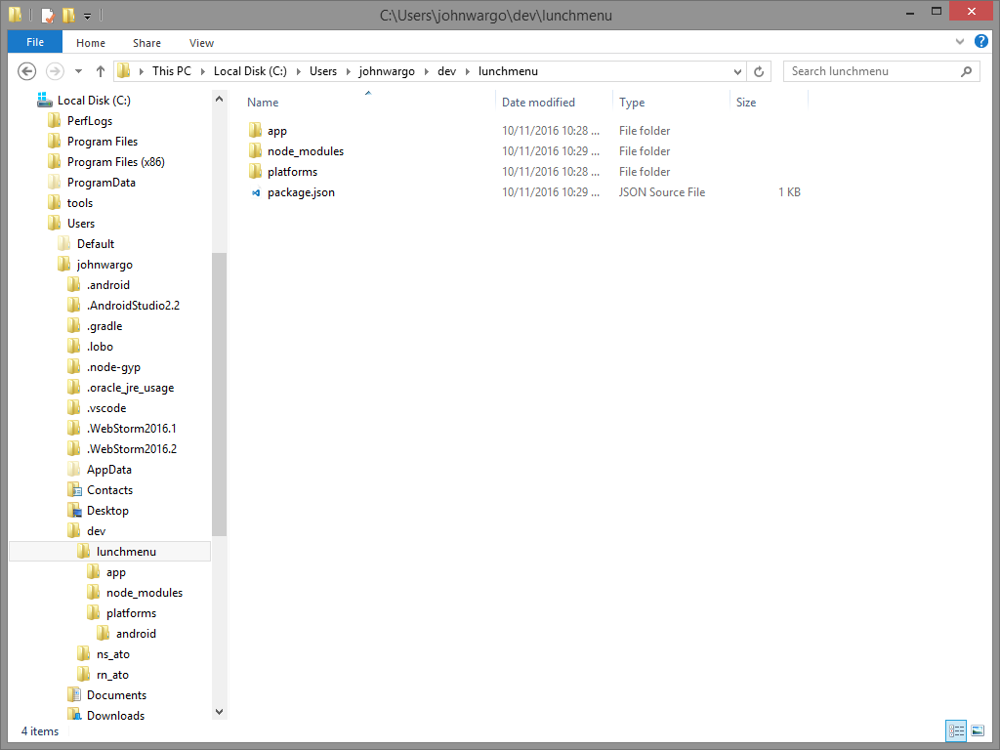 C:\Users\johnwargo\dev\lunchmenu
File Home Share View
This PC Local Disk (C:) Users johnwargo dev lunchmenu
Search lunchmenu
Local Disk (C:)
PerfLogs
Program Files
Program Files (x86)
ProgramData
tools
Users
Default
johnwargo
.android
.AndroidStudio2.2
.gradle
.lobo
.node-gyp
.oracle_jre_usage
.vscode
.WebStorm2016.1
.WebStorm2016.2
AppData
Contacts
Desktop
dev
lunchmenu
app
node_modules
platforms
android
ns_ato
rn_ato
Documents
Downloads
Name Date modified Type Size
app 10/11/2016 10:28 ... File folder
node_modules 10/11/2016 10:29 ... File folder
platforms 10/11/2016 10:28 ... File folder
package.json 10/11/2016 10:29 ... JSON Source File 1 KB
4 items